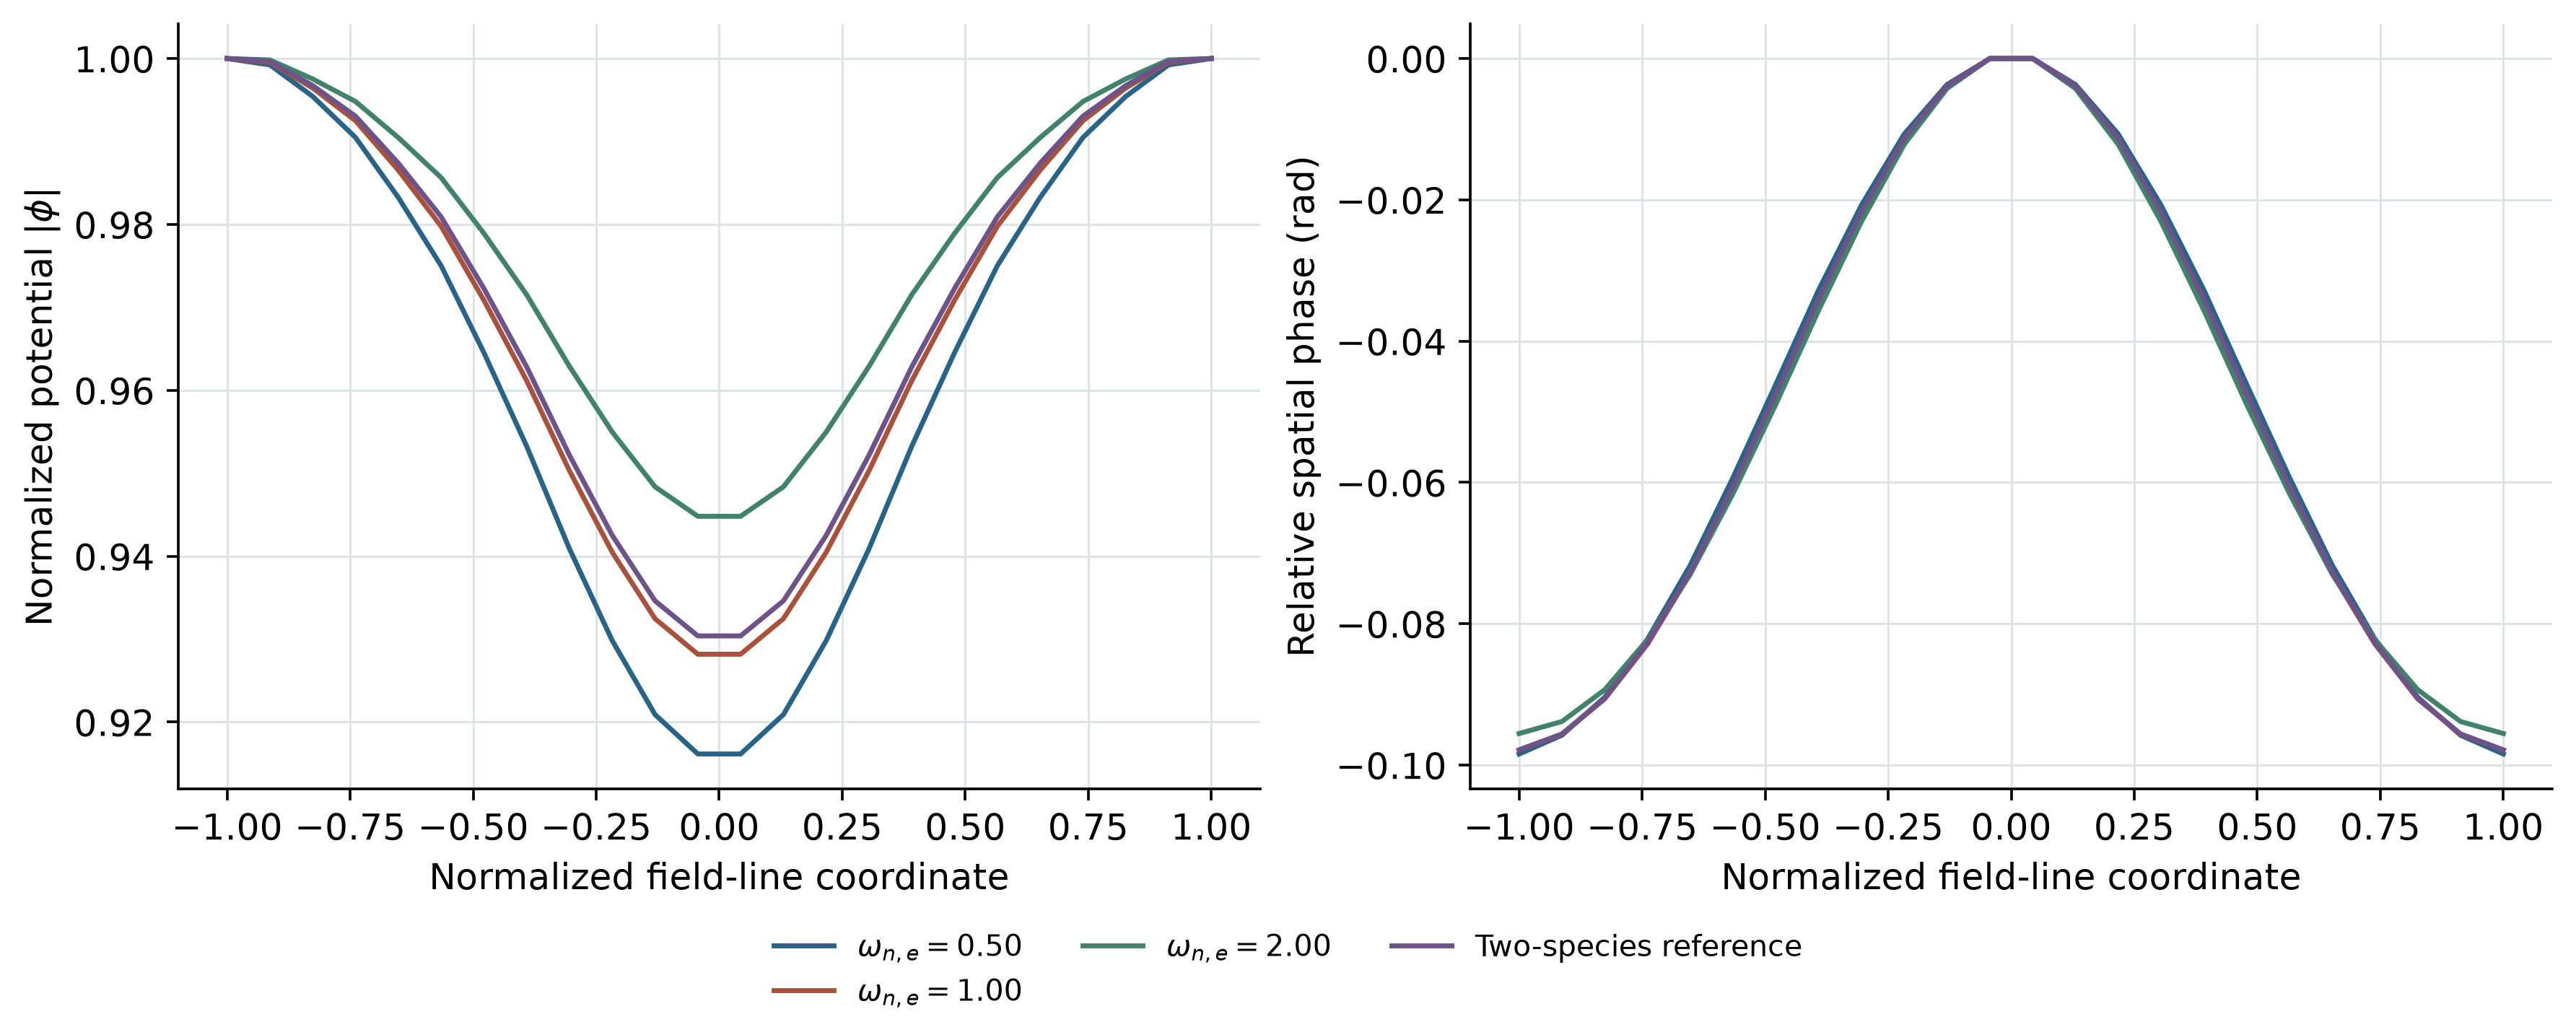 Normalized potential |ϕ|
1.00
0.98
0.96
0.94
0.92
−1.00 −0.75 −0.50 −0.25 0.00 0.25 0.50 0.75 1.00
Normalized field-line coordinate
Relative spatial phase (rad)
0.00
−0.02
−0.04
−0.06
−0.08
−0.10
−1.00 −0.75 −0.50 −0.25 0.00 0.25 0.50 0.75 1.00
Normalized field-line coordinate
ωn,e = 0.50
ωn,e = 1.00
ωn,e = 2.00
Two-species reference